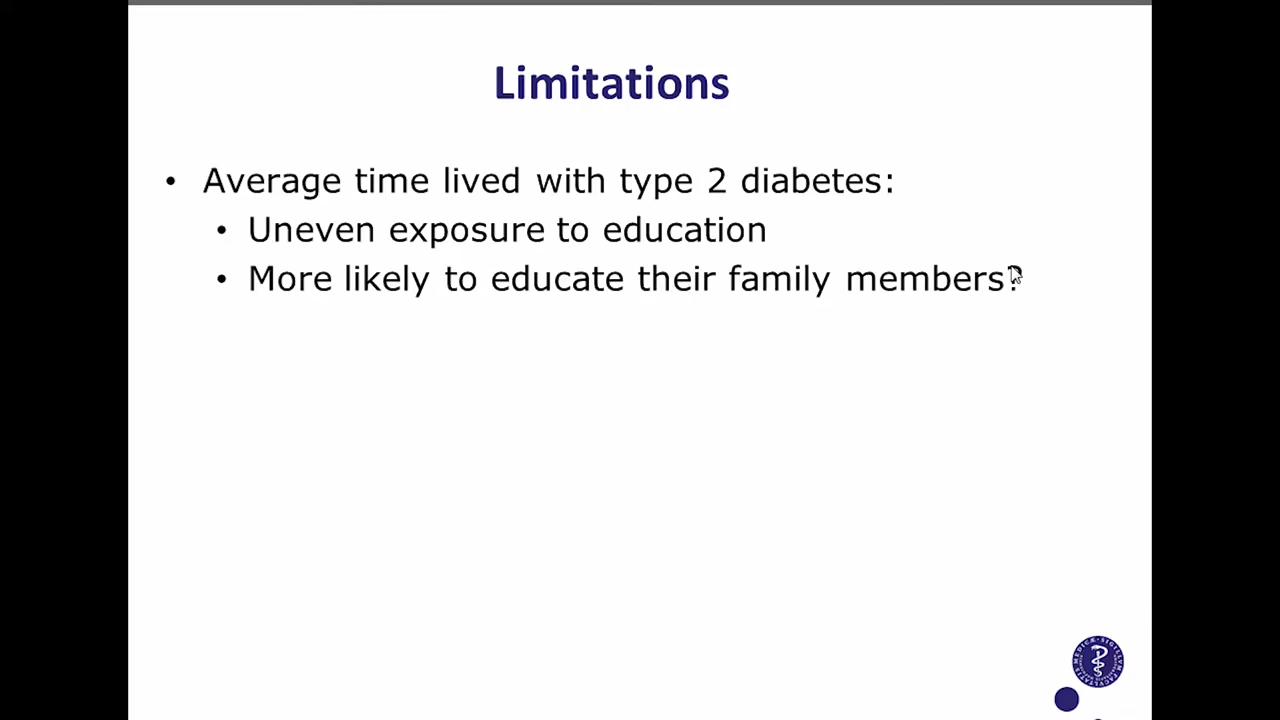 Limitations
• Average time lived with type 2 diabetes:
• Uneven exposure to education
• More likely to educate their family members?